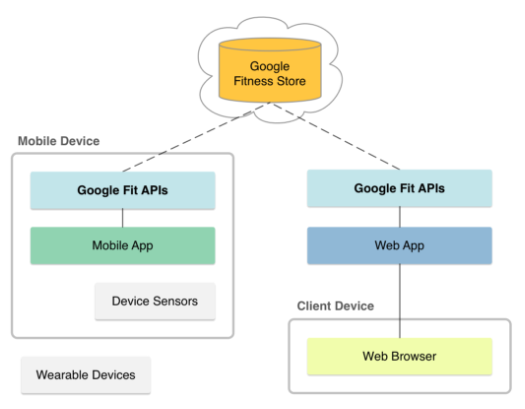 Google
Fitness Store
Mobile Device
Google Fit APIs
Google Fit APIs
Mobile App
Web App
Device Sensors
Client Device
Web Browser
Wearable Devices